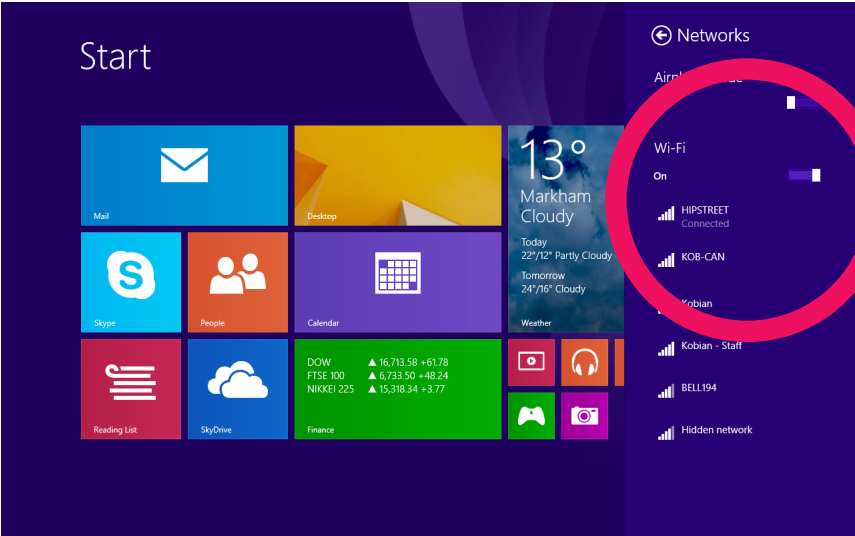 Start
Mail
Desktop
13°
Markham
Cloudy
Today
22°/12° Partly Cloudy
Tomorrow
24°/16° Cloudy
Weather
Skype
People
Calendar
Reading List
SkyDrive
DOW ▲ 16,713.58 +61.78
FTSE 100 ▲ 6,733.50 +48.24
NIKKEI 225 ▲ 15,318.34 +3.77
Finance
Networks
Wi-Fi
On
HIPSTREET
Connected
KOB-CAN
Kobian
Kobian - Staff
BELL194
Hidden network